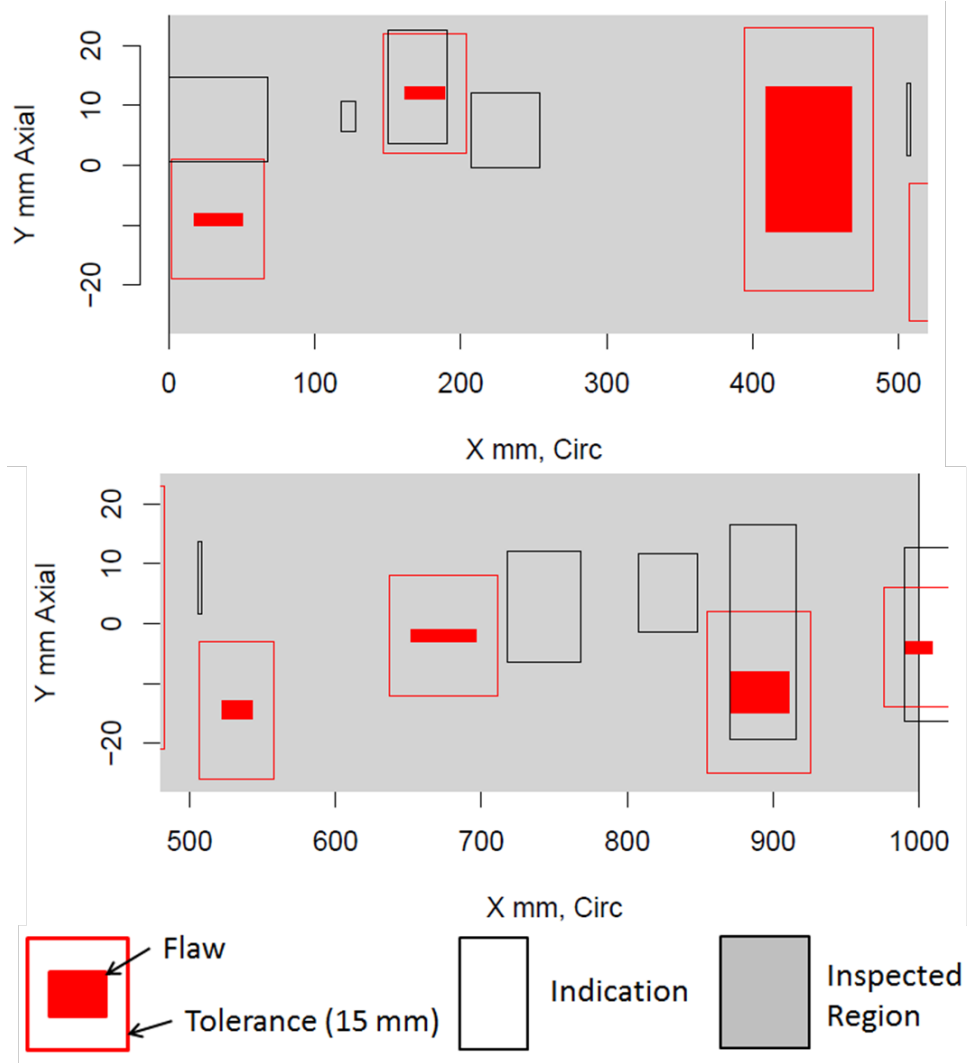 Y mm Axial
20
10
0
−20
0 100 200 300 400 500
X mm, Circ
Y mm Axial
20
10
0
−20
500 600 700 800 900 1000
X mm, Circ
Flaw
Tolerance (15 mm)
Indication
Inspected
Region